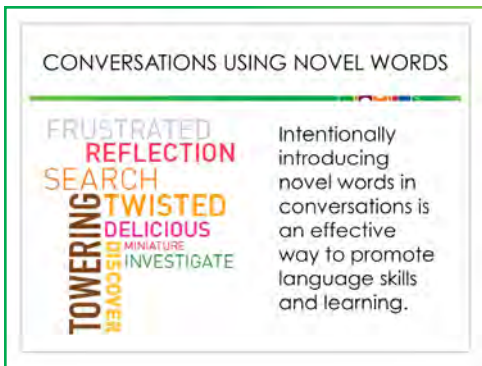 CONVERSATIONS USING NOVEL WORDS
FRUSTRATED
REFLECTION
SEARCH
TOWERING
TWISTED
DELICIOUS
DISCOVER
MINIATURE
INVESTIGATE
Intentionally
introducing
novel words in
conversations is
an effective
way to promote
language skills
and learning.